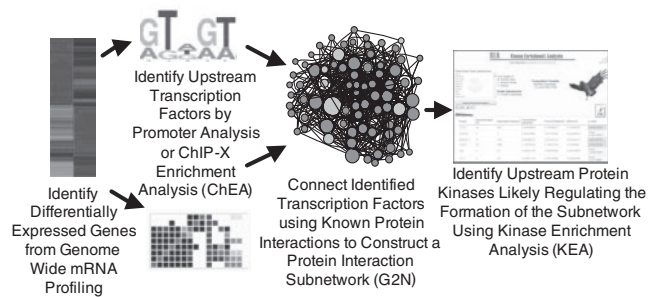 GT GT
AGAA
Identify Upstream
Transcription
Factors by
Promoter Analysis
or ChIP-X
Enrichment
Analysis (ChEA)
Identify
Differentially
Expressed Genes
from Genome
Wide mRNA
Profiling
Connect Identified
Transcription Factors
using Known Protein
Interactions to Construct a
Protein Interaction
Subnetwork (G2N)
KEA Kinase Enrichment Analysis
Identify Upstream Protein
Kinases Likely Regulating the
Formation of the Subnetwork
Using Kinase Enrichment
Analysis (KEA)